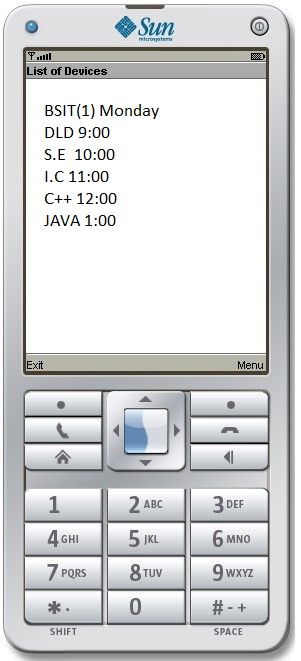 Sun
microsystems
List of Devices
BSIT(1) Monday
DLD 9:00
S.E 10:00
I.C 11:00
C++ 12:00
JAVA 1:00
Exit Menu
1 2 ABC 3 DEF
4 GHI 5 JKL 6 MNO
7 PQRS 8 TUV 9 WXYZ
* . 0 # - +
SHIFT SPACE